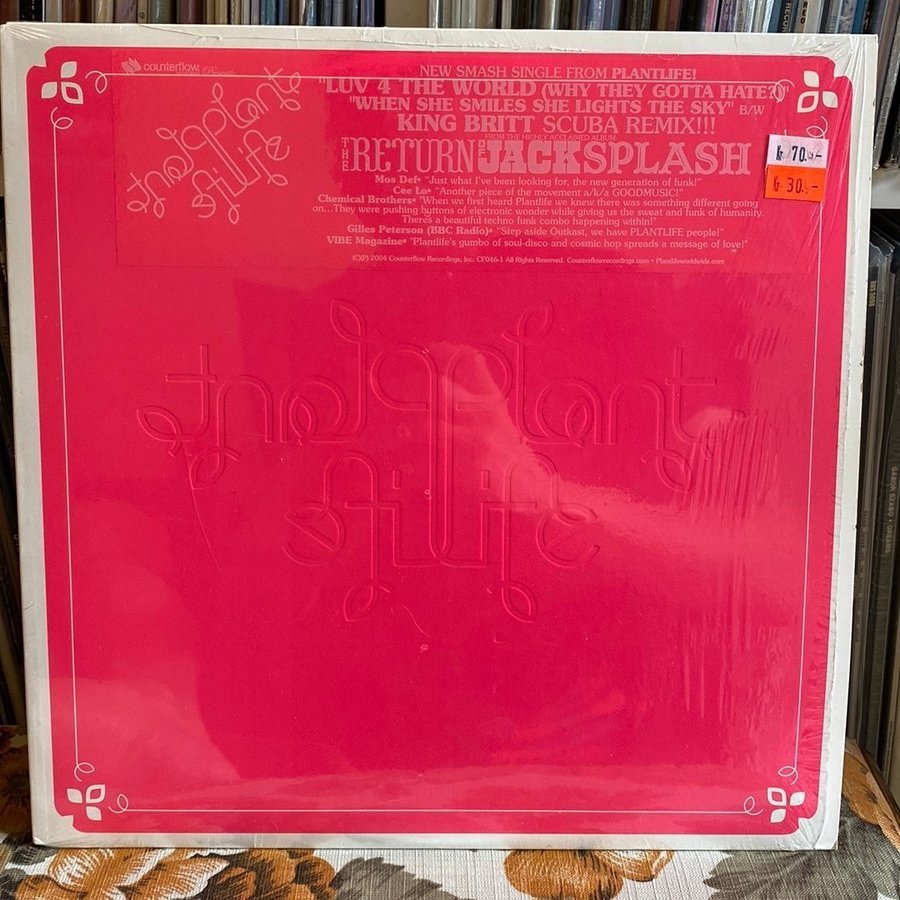 counterflow.
NEW SMASH SINGLE FROM PLANTLIFE!
"LUV 4 THE WORLD (WHY THEY GOTTA HATE?)"
"WHEN SHE SMILES SHE LIGHTS THE SKY" B/W
KING BRITT SCUBA REMIX!!!
FROM THE HIGHLY ACCLAIMED ALBUM
THE RETURN OF JACK SPLASH
Mos Def• "Just what I've been looking for, the new generation of funk!"
Cee Lo• "Another piece of the movement a/k/a GOODMUSIC!"
Chemical Brothers• "When we first heard Plantlife we knew there was something different going
on...They were pushing buttons of electronic wonder while giving us the sweat and funk of humanity.
There's a beautiful techno funk combo happening within!"
Gilles Peterson (BBC Radio)• "Step aside Outkast, we have PLANTLIFE people!"
VIBE Magazine• "Plantlife's gumbo of soul-disco and cosmic hop spreads a message of love!"
(C)(P) 2004 Counterflow Recordings, Inc. CF046-1 All Rights Reserved. Counterflowrecordings.com • Plantlifeworldwide.com
kr 70.-
kr 30.-
plant
life